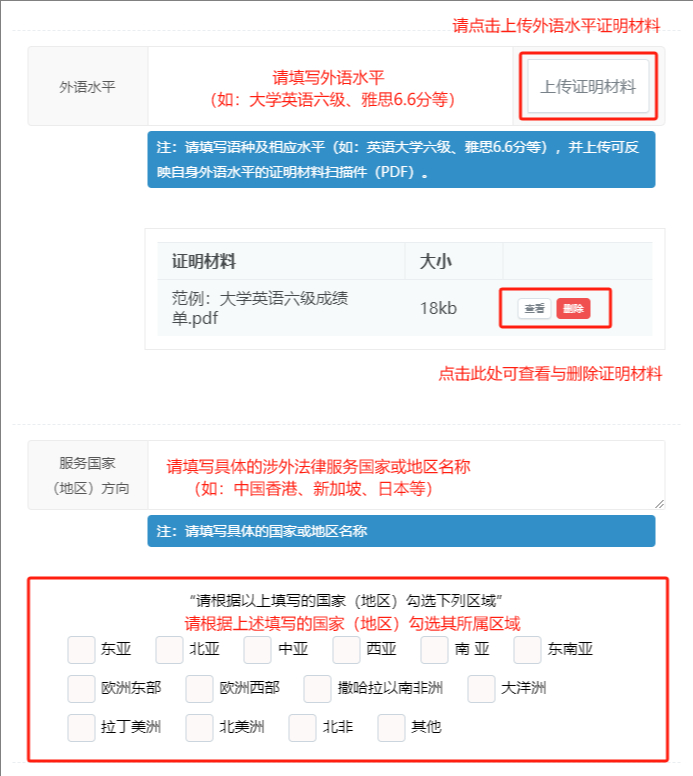 请点击上传外语水平证明材料
外语水平
请填写外语水平
（如：大学英语六级、雅思6.6分等）
上传证明材料
注：请填写语种及相应水平（如：英语大学六级、雅思6.6分等），并上传可反
映自身外语水平的证明材料扫描件（PDF）。
证明材料
大小
范例：大学英语六级成绩
单.pdf
18kb
查看
删除
点击此处可查看与删除证明材料
服务国家
（地区）方向
请填写具体的涉外法律服务国家或地区名称
（如：中国香港、新加坡、日本等）
注：请填写具体的国家或地区名称
“请根据以上填写的国家（地区）勾选下列区域”
请根据上述填写的国家（地区）勾选其所属区域
东亚 北亚 中亚 西亚 南 亚 东南亚
欧洲东部 欧洲西部 撒哈拉以南非洲 大洋洲
拉丁美洲 北美洲 北非 其他